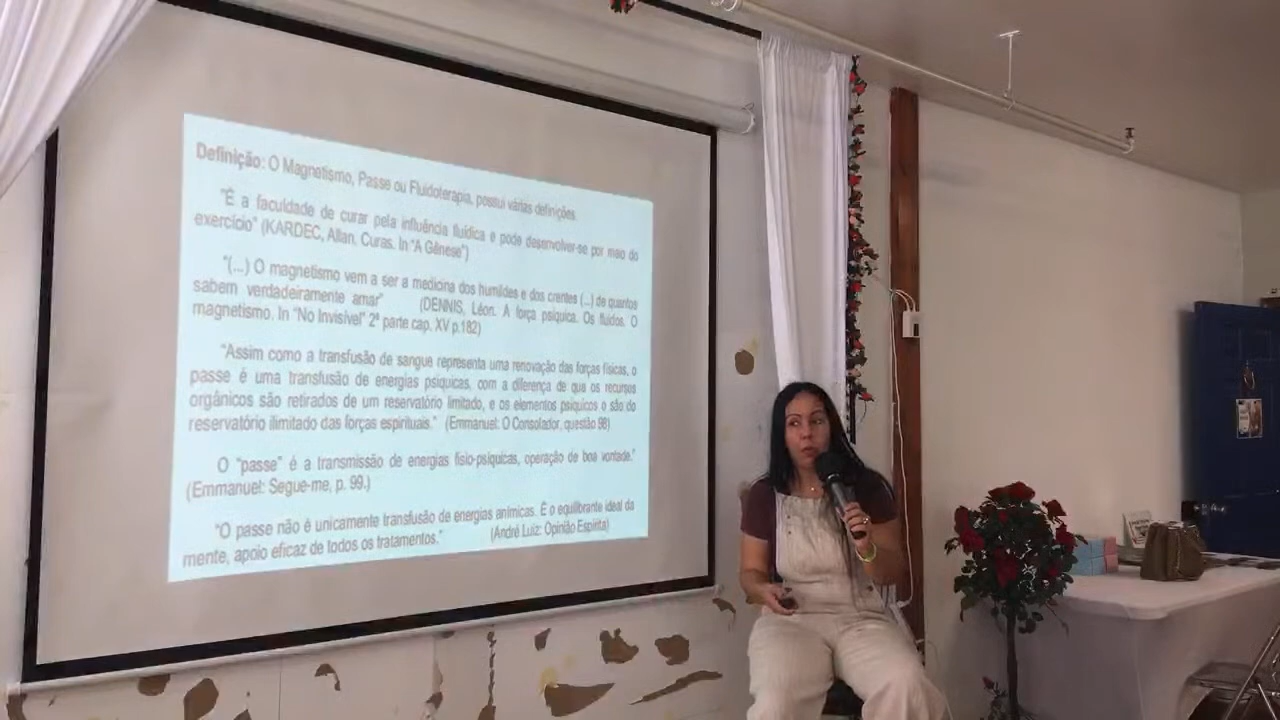 Definição: O Magnetismo, Passe ou Fluidoterapia, possui várias definições.
"É a faculdade de curar pela influência fluídica e pode desenvolver-se por meio do
exercício" (KARDEC, Allan. Curas. In "A Gênese")
"(...) O magnetismo vem a ser a medicina dos humildes e dos crentes (...) de quantos
sabem verdadeiramente amar" (DENNIS, Léon. A força psíquica. Os fluidos. O
magnetismo. In "No Invisível" 2ª parte cap. XV p.182)
"Assim como a transfusão de sangue representa uma renovação das forças físicas, o
passe é uma transfusão de energias psíquicas, com a diferença de que os recursos
orgânicos são retirados de um reservatório limitado, e os elementos psíquicos o são do
reservatório ilimitado das forças espirituais." (Emmanuel: O Consolador, questão 98)
O "passe" é a transmissão de energias fisio-psíquicas, operação de boa vontade."
(Emmanuel: Segue-me, p. 99.)
"O passe não é unicamente transfusão de energias anímicas. É o equilibrante ideal da
mente, apoio eficaz de todos os tratamentos." (André Luiz: Opinião Espírita)